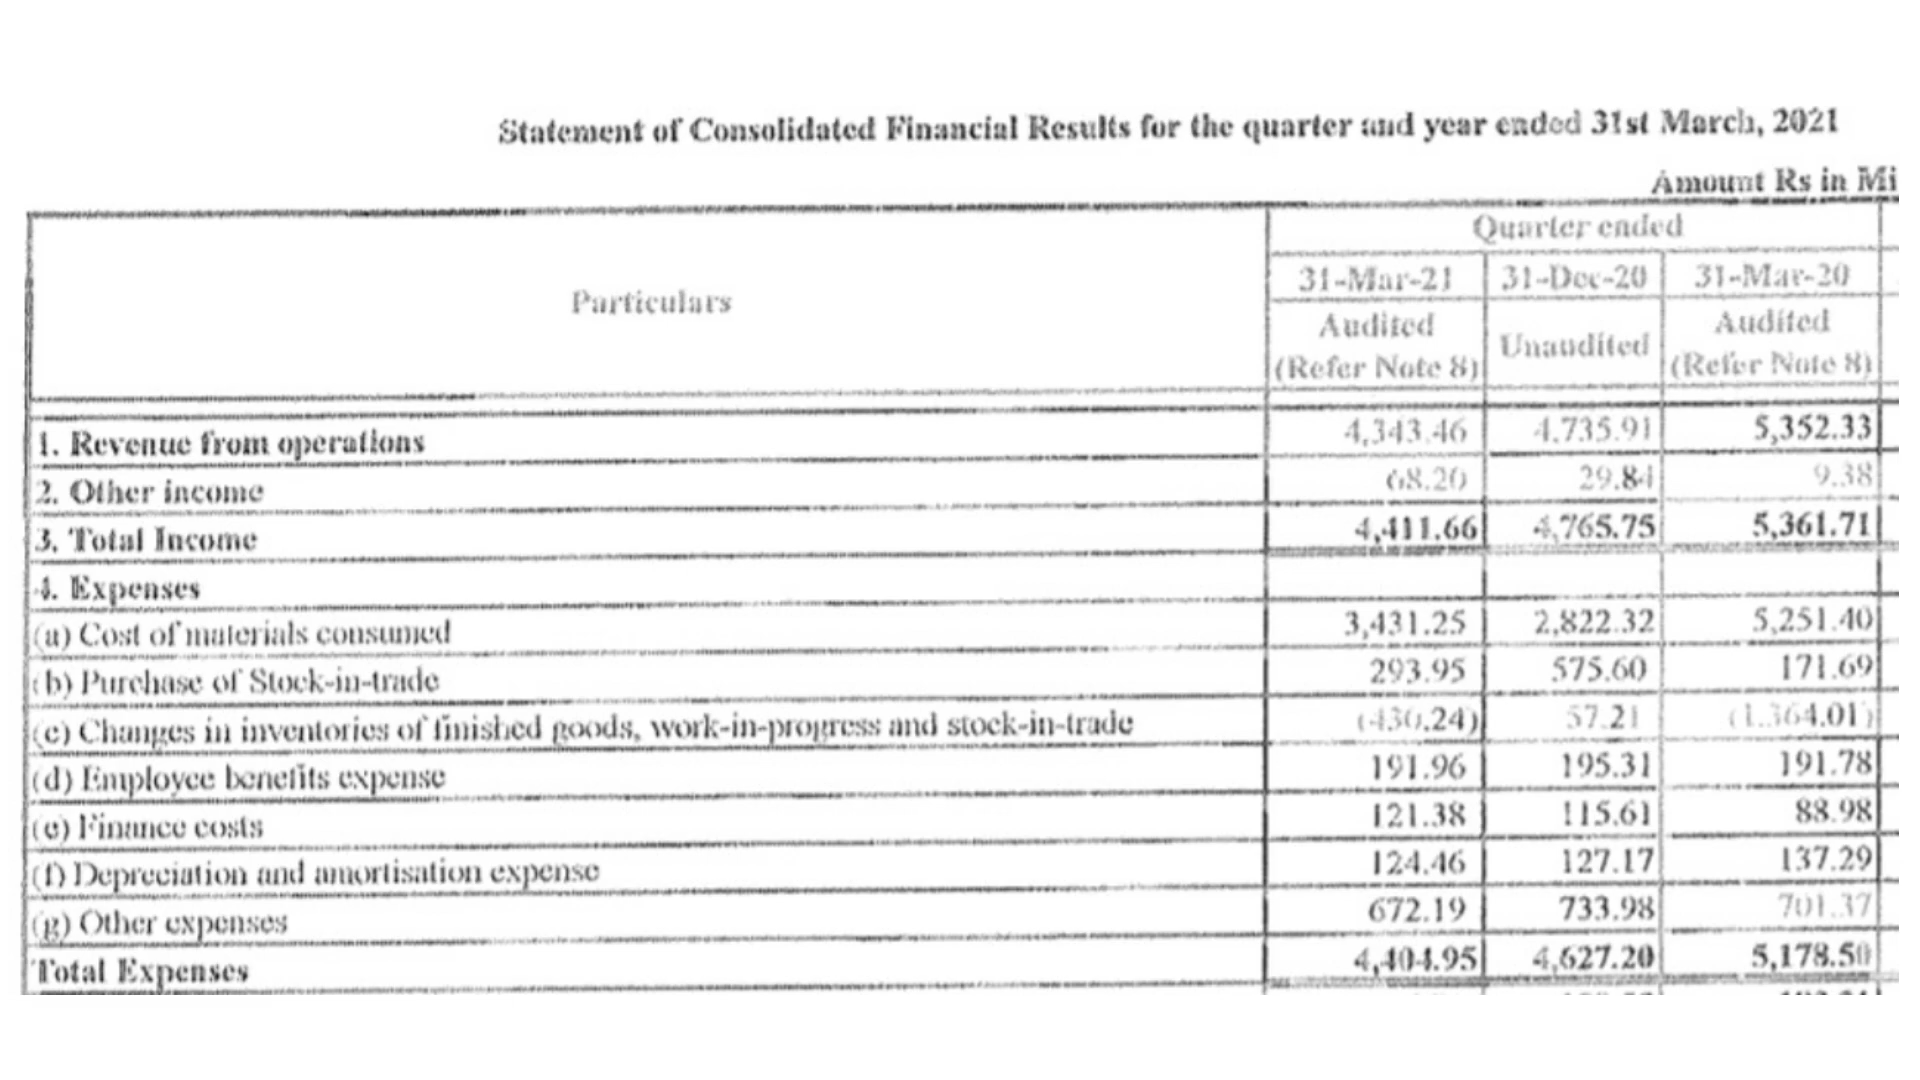 Statement of Consolidated Financial Results for the quarter and year ended 31st March, 2021
Amount Rs in Mi
Particulars Quarter ended
31-Mar-21 31-Dec-20 31-Mar-20
Audited (Refer Note 8) Unaudited Audited (Refer Note 8)
1. Revenue from operations 4,343.46 4,735.91 5,352.33
2. Other income 68.20 29.84 9.38
3. Total Income 4,411.66 4,765.75 5,361.71
4. Expenses
(a) Cost of materials consumed 3,431.25 2,822.32 5,251.40
(b) Purchase of Stock-in-trade 293.95 575.60 171.69
(c) Changes in inventories of finished goods, work-in-progress and stock-in-trade (430.24) 57.21 (1,364.01)
(d) Employee benefits expense 191.96 195.31 191.78
(e) Finance costs 121.38 115.61 88.98
(f) Depreciation and amortisation expense 124.46 127.17 137.29
(g) Other expenses 672.19 733.98 701.37
Total Expenses 4,404.95 4,627.20 5,178.50